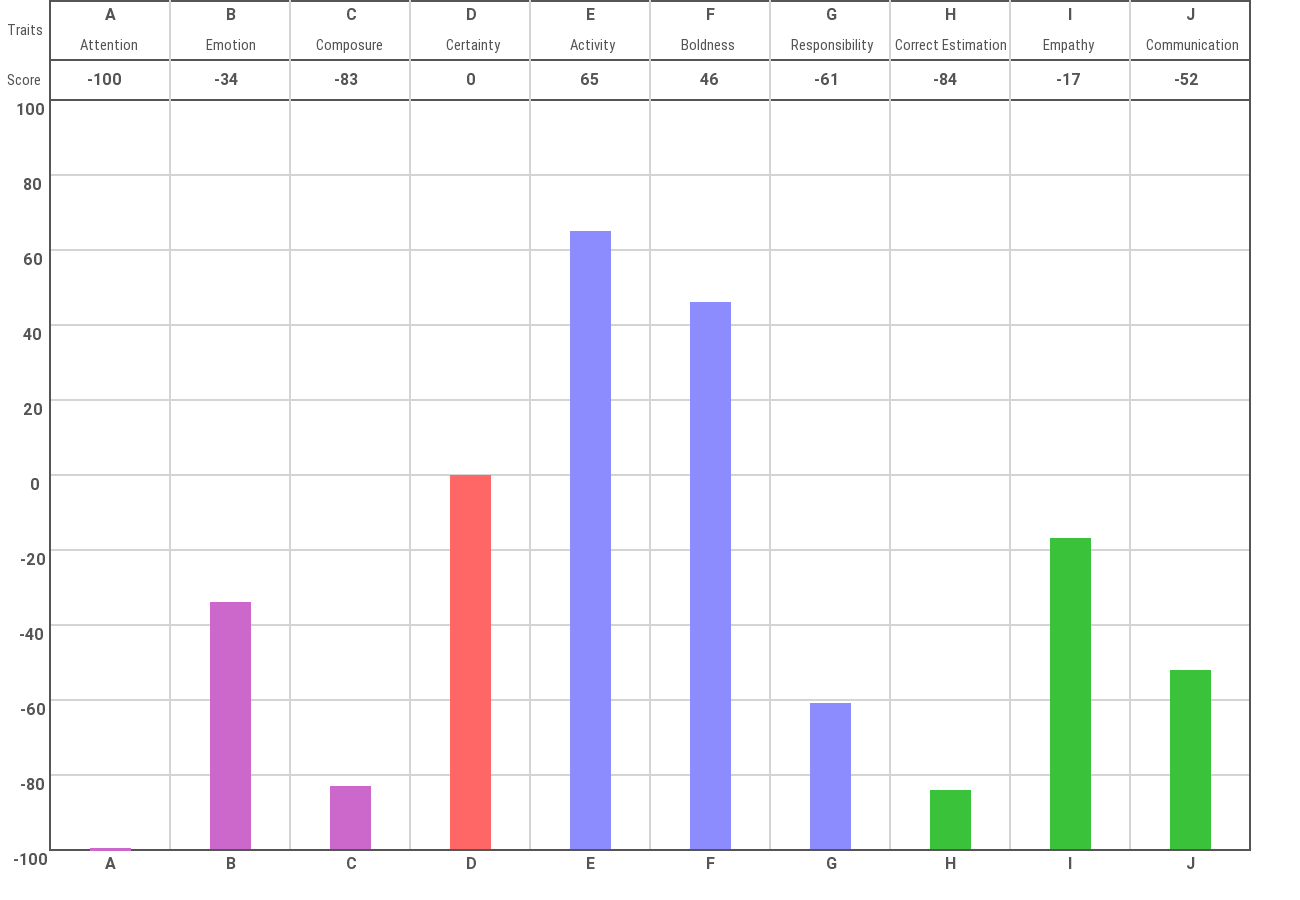 A B C D E F G H I J
Traits
Attention Emotion Composure Certainty Activity Boldness Responsibility Correct Estimation Empathy Communication
Score -100 -34 -83 0 65 46 -61 -84 -17 -52
100
80
60
40
20
0
-20
-40
-60
-80
-100
A B C D E F G H I J